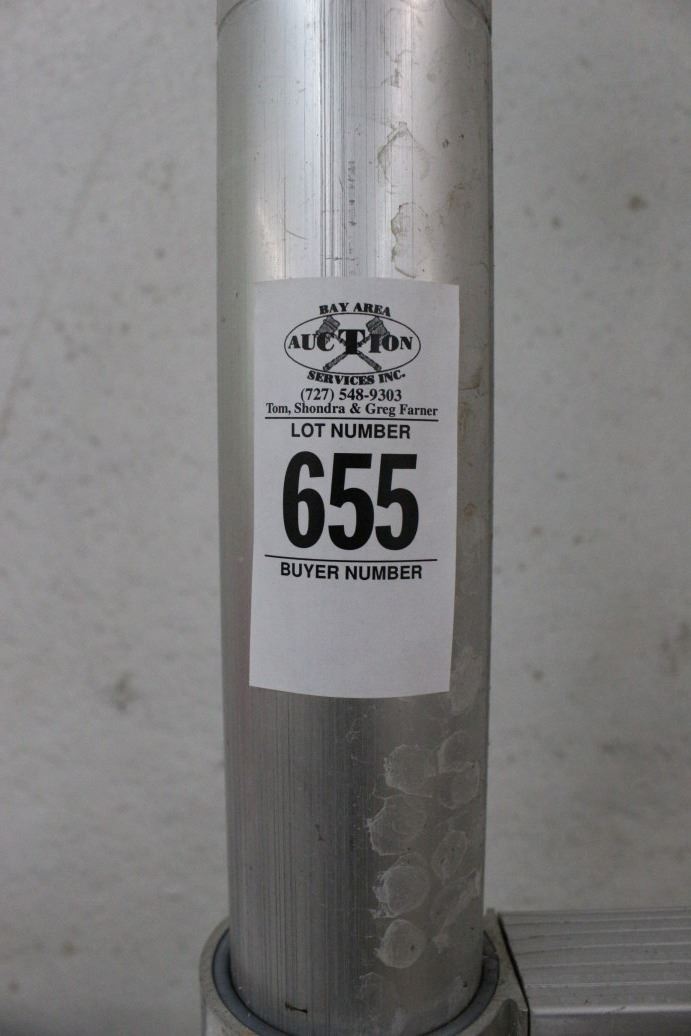 BAY AREA
AUCTION
SERVICES INC.
(727) 548-9303
Tom, Shondra & Greg Farner
LOT NUMBER
655
BUYER NUMBER